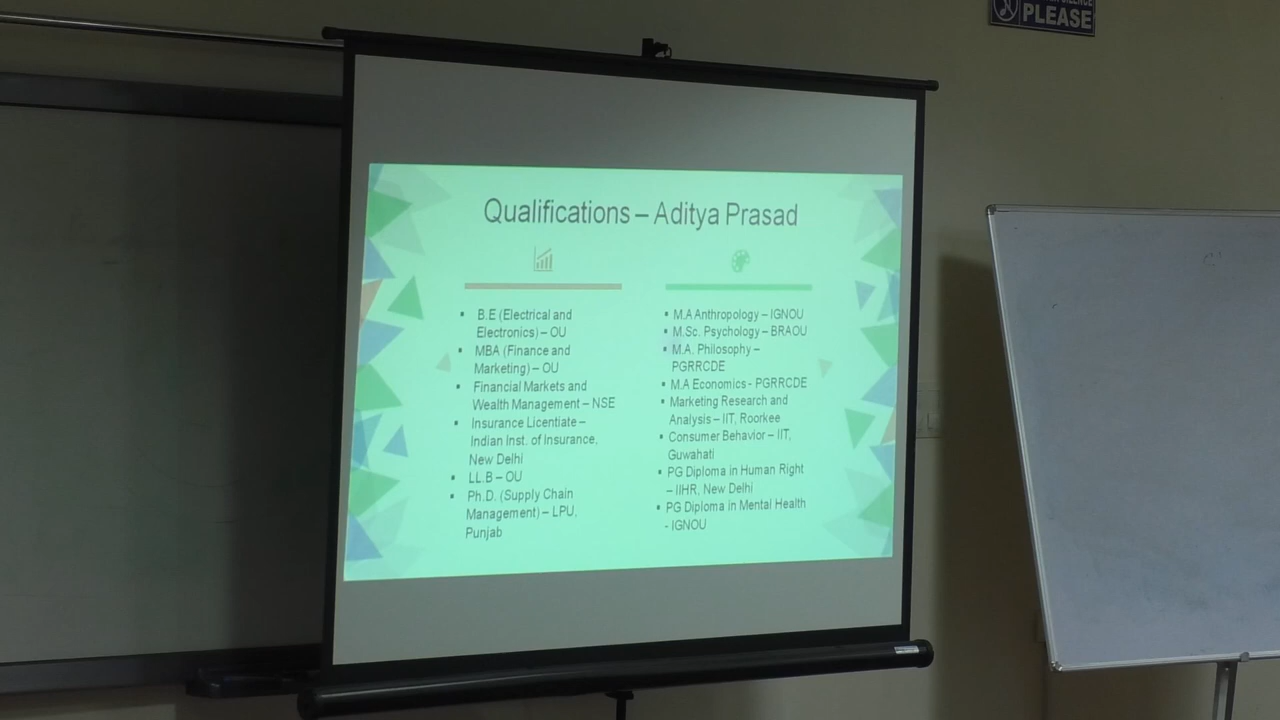 PLEASE
Qualifications – Aditya Prasad
▪ B.E (Electrical and
Electronics) – OU
▪ MBA (Finance and
Marketing) – OU
▪ Financial Markets and
Wealth Management – NSE
▪ Insurance Licentiate –
Indian Inst. of Insurance,
New Delhi
▪ LL.B – OU
▪ Ph.D. (Supply Chain
Management) – LPU,
Punjab
▪ M.A Anthropology – IGNOU
▪ M.Sc. Psychology – BRAOU
▪ M.A. Philosophy –
PGRRCDE
▪ M.A Economics - PGRRCDE
▪ Marketing Research and
Analysis – IIT, Roorkee
▪ Consumer Behavior – IIT,
Guwahati
▪ PG Diploma in Human Right
– IIHR, New Delhi
▪ PG Diploma in Mental Health
- IGNOU